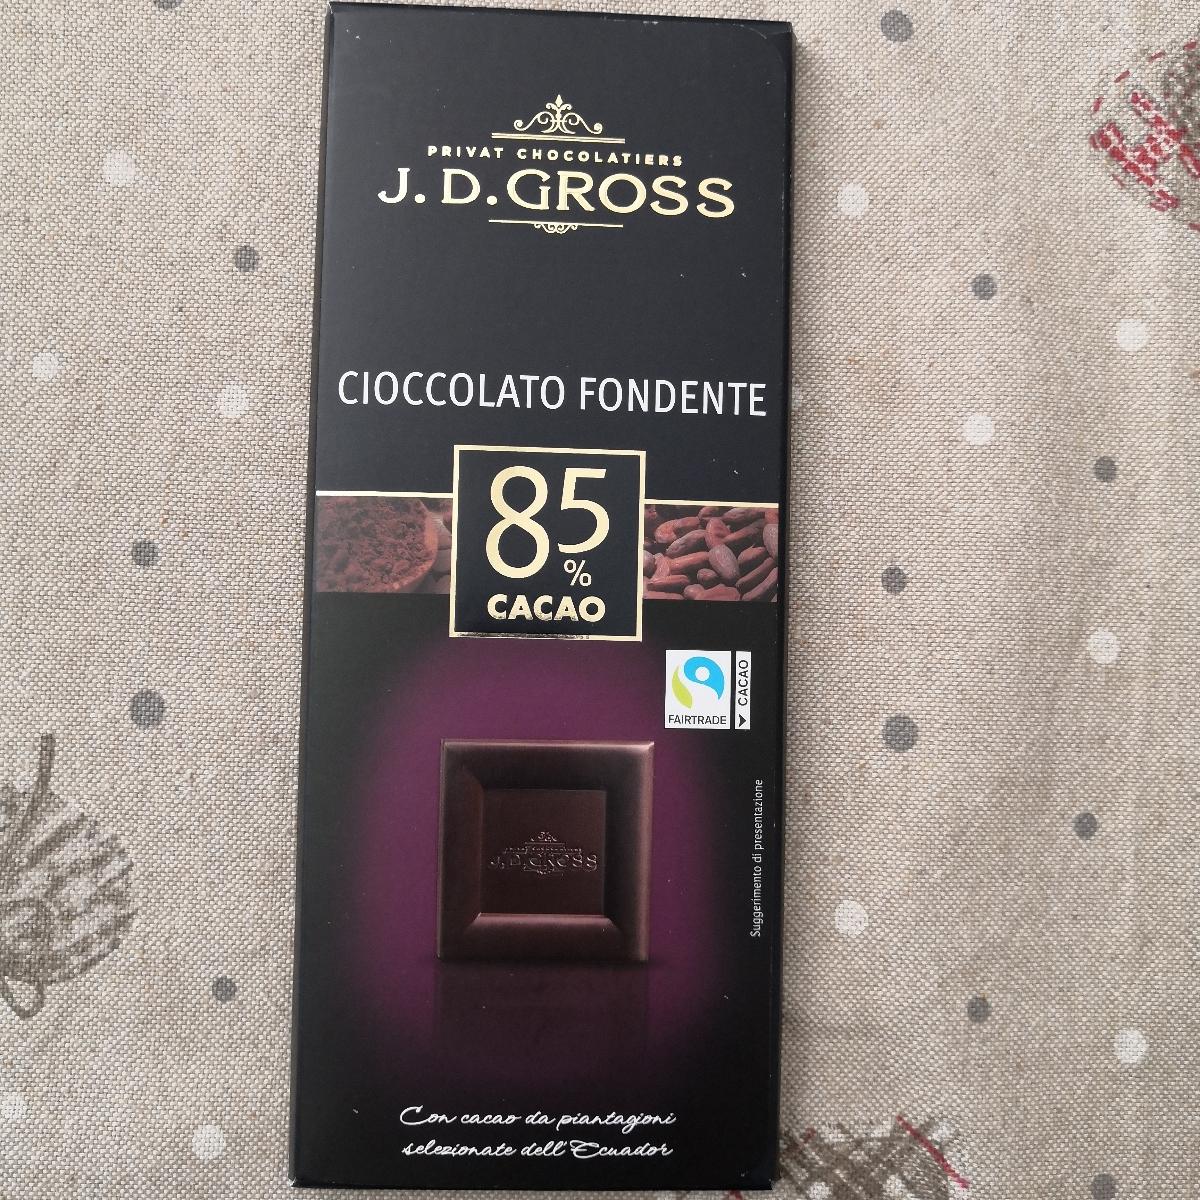 PRIVAT CHOCOLATIERS
J. D. GROSS
CIOCCOLATO FONDENTE
85
%
CACAO
FAIRTRADE
CACAO
J. D. GROSS
Suggerimento di presentazione
Con cacao da piantagioni
selezionate dell'Ecuador